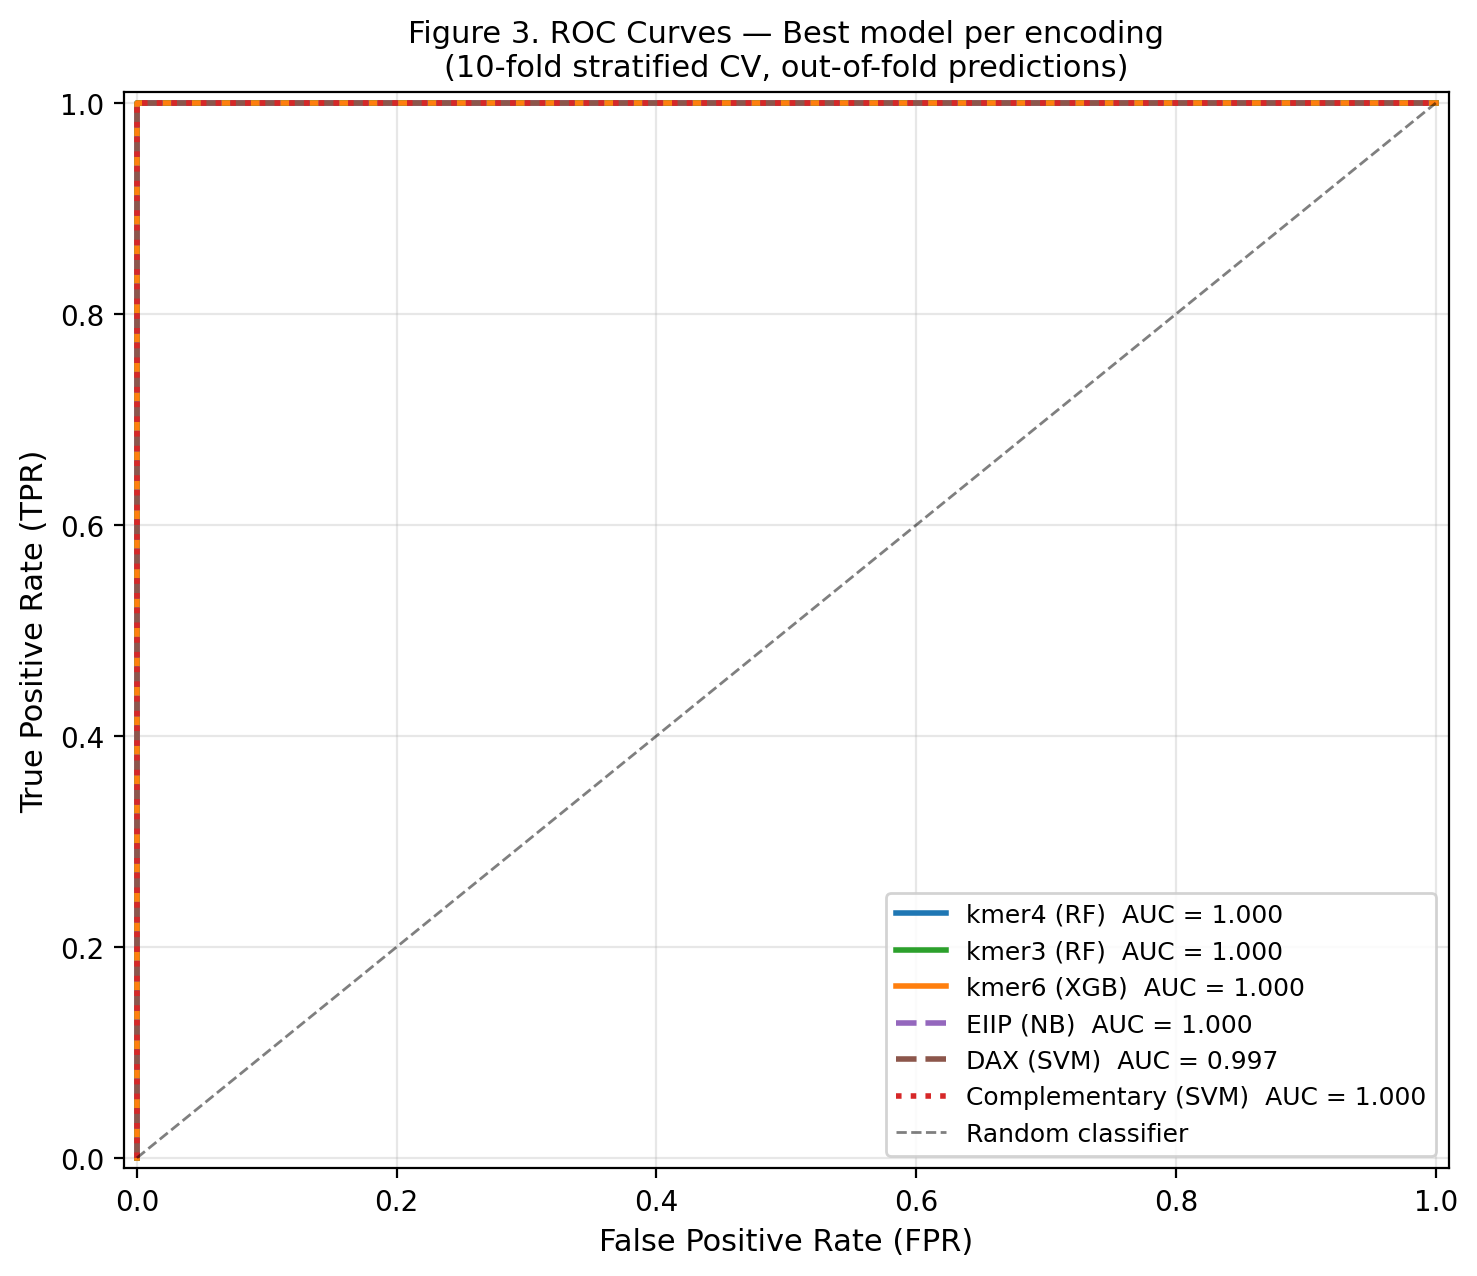 Figure 3. ROC Curves — Best model per encoding
(10-fold stratified CV, out-of-fold predictions)
True Positive Rate (TPR)
1.0
0.8
0.6
0.4
0.2
0.0
kmer4 (RF)  AUC = 1.000
kmer3 (RF)  AUC = 1.000
kmer6 (XGB)  AUC = 1.000
EIIP (NB)  AUC = 1.000
DAX (SVM)  AUC = 0.997
Complementary (SVM)  AUC = 1.000
Random classifier
0.0 0.2 0.4 0.6 0.8 1.0
False Positive Rate (FPR)